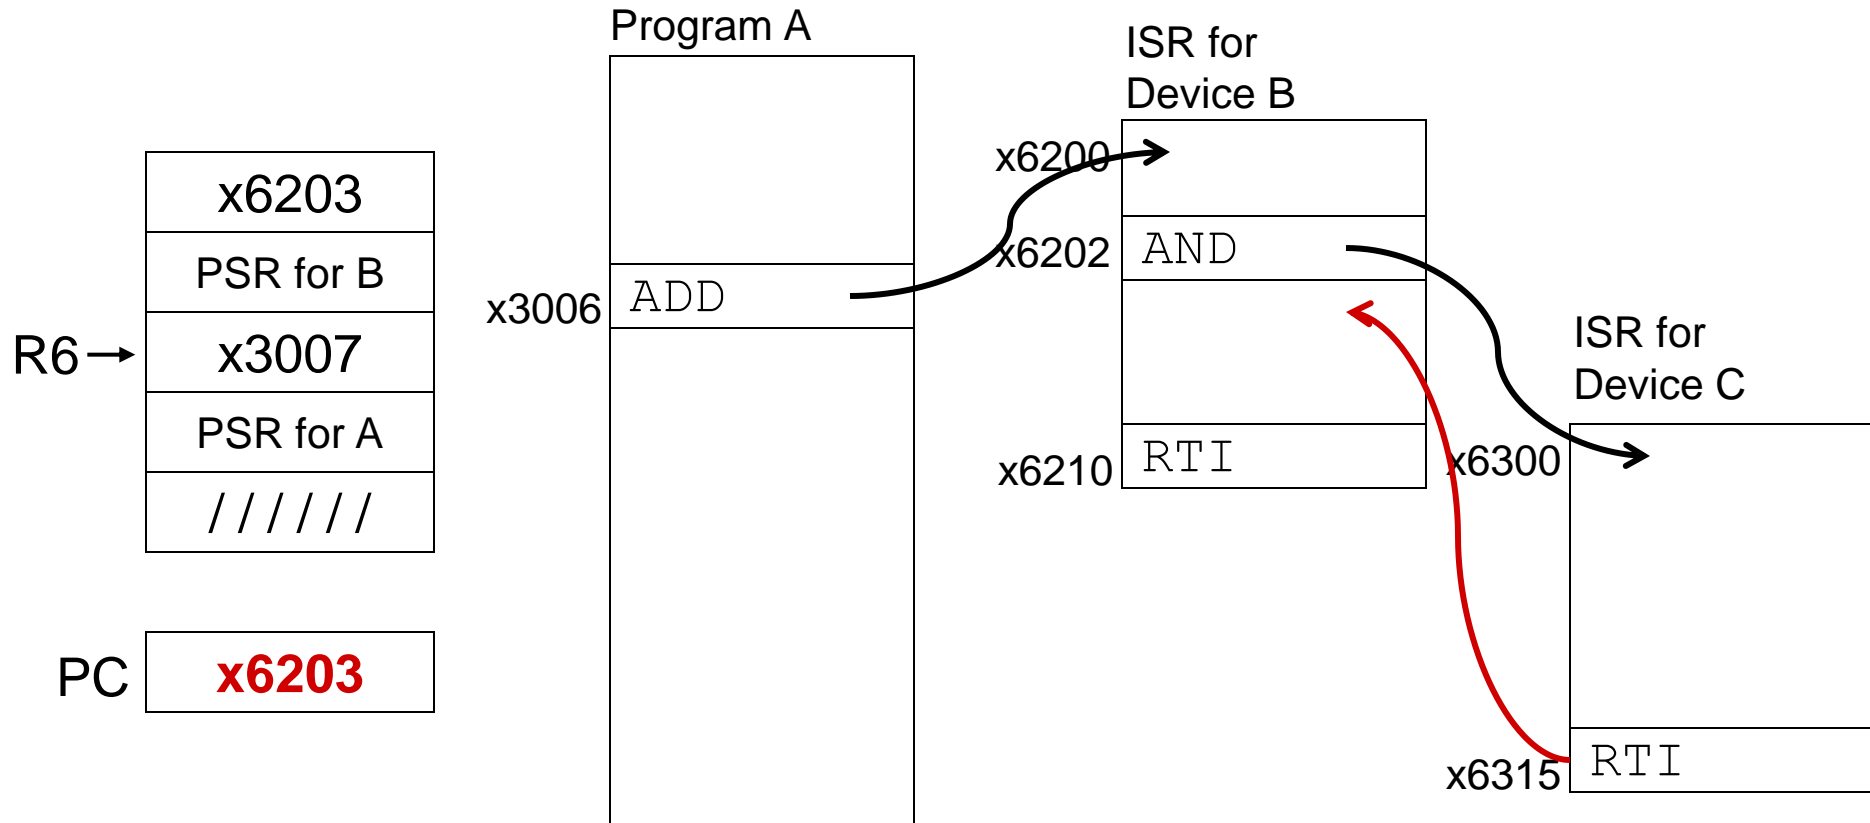 Program A
ISR for
Device B
x6200
x6203
PSR for B
x6202
AND
x3006
ADD
R6
x3007
ISR for
Device C
PSR for A
x6210
RTI
x6300
//////
PC
x6203
x6315
RTI